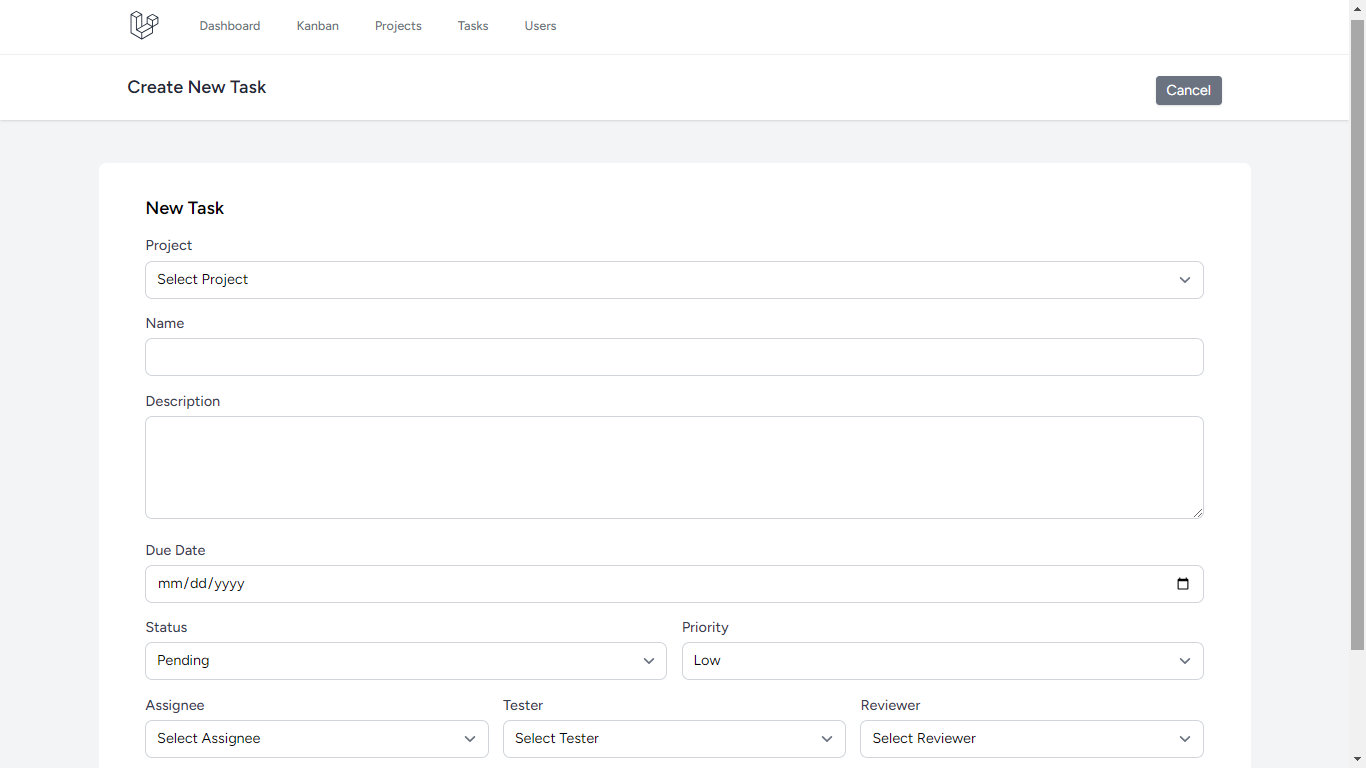 Dashboard Kanban Projects Tasks Users
Create New Task Cancel
New Task
Project
Select Project
Name
Description
Due Date
mm/dd/yyyy
Status Priority
Pending Low
Assignee Tester Reviewer
Select Assignee Select Tester Select Reviewer